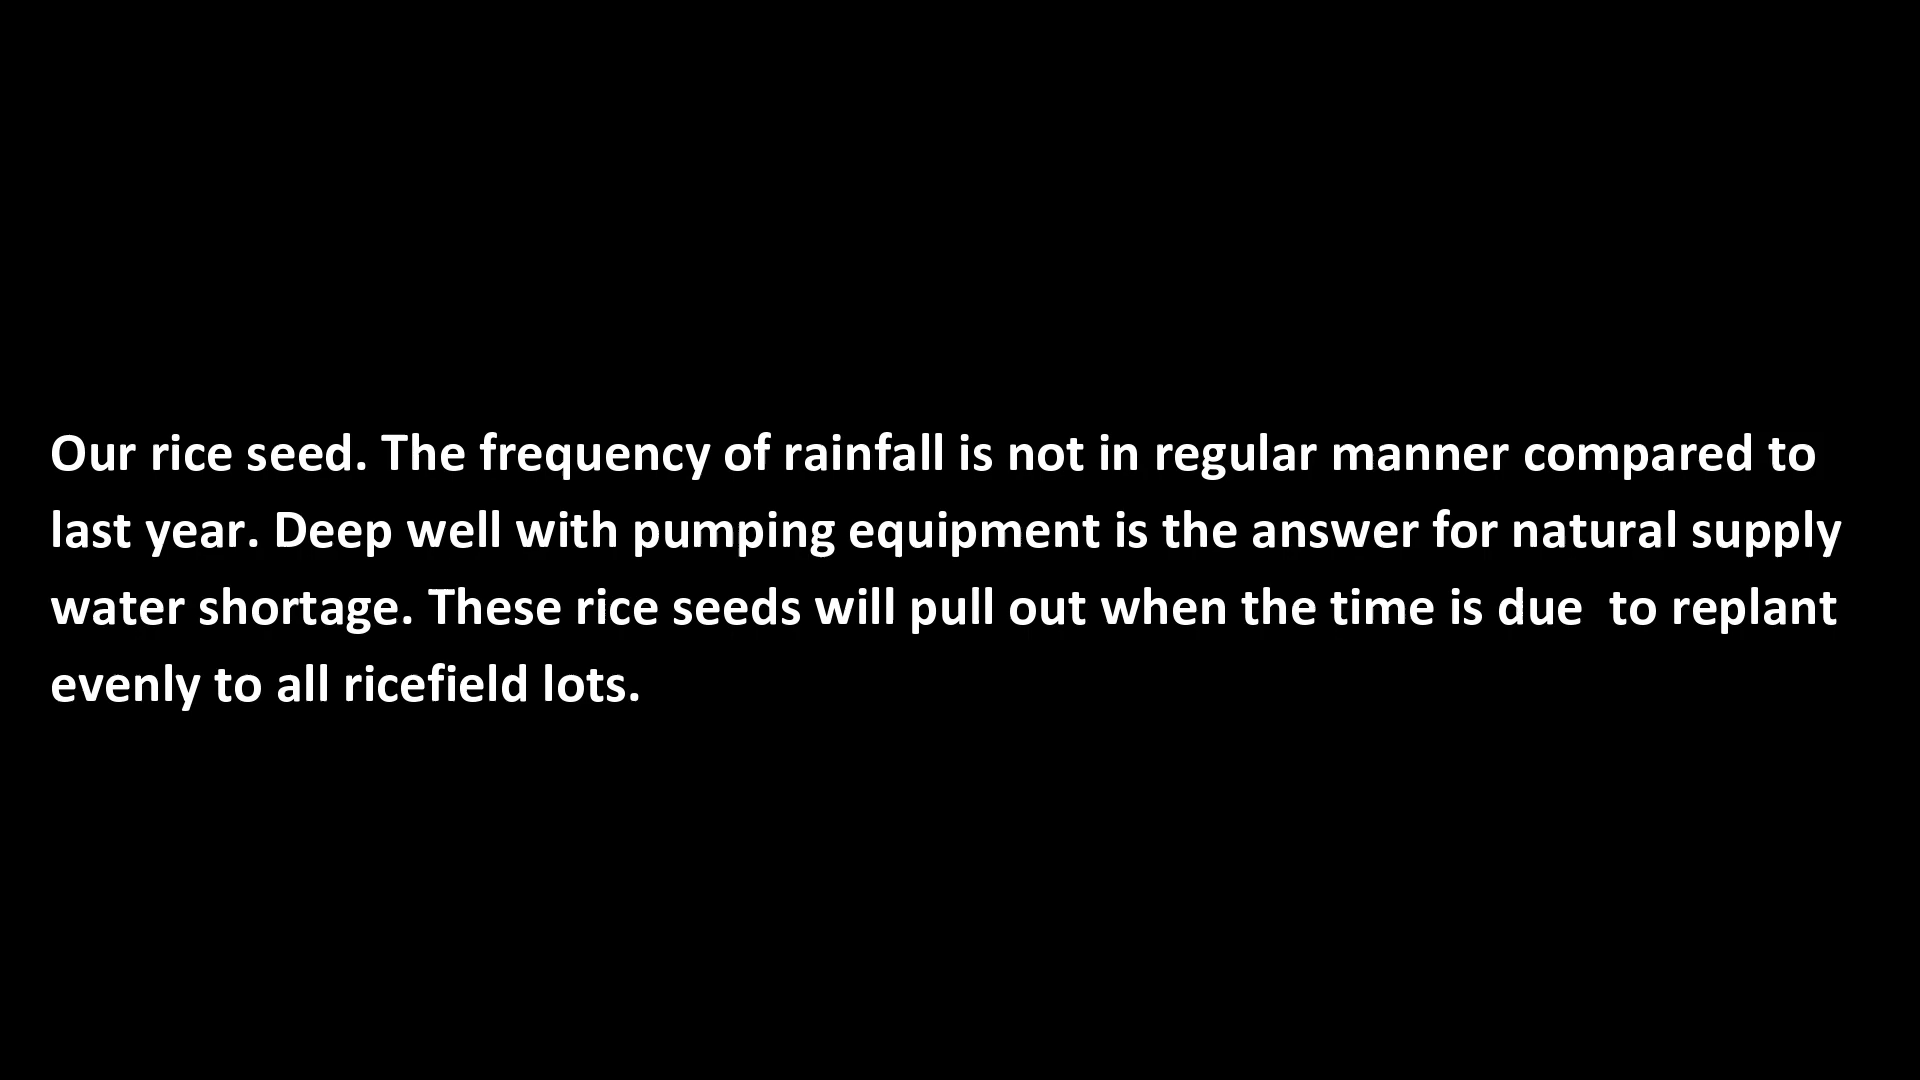 Our rice seed. The frequency of rainfall is not in regular manner compared to
last year. Deep well with pumping equipment is the answer for natural supply
water shortage. These rice seeds will pull out when the time is due  to replant
evenly to all ricefield lots.